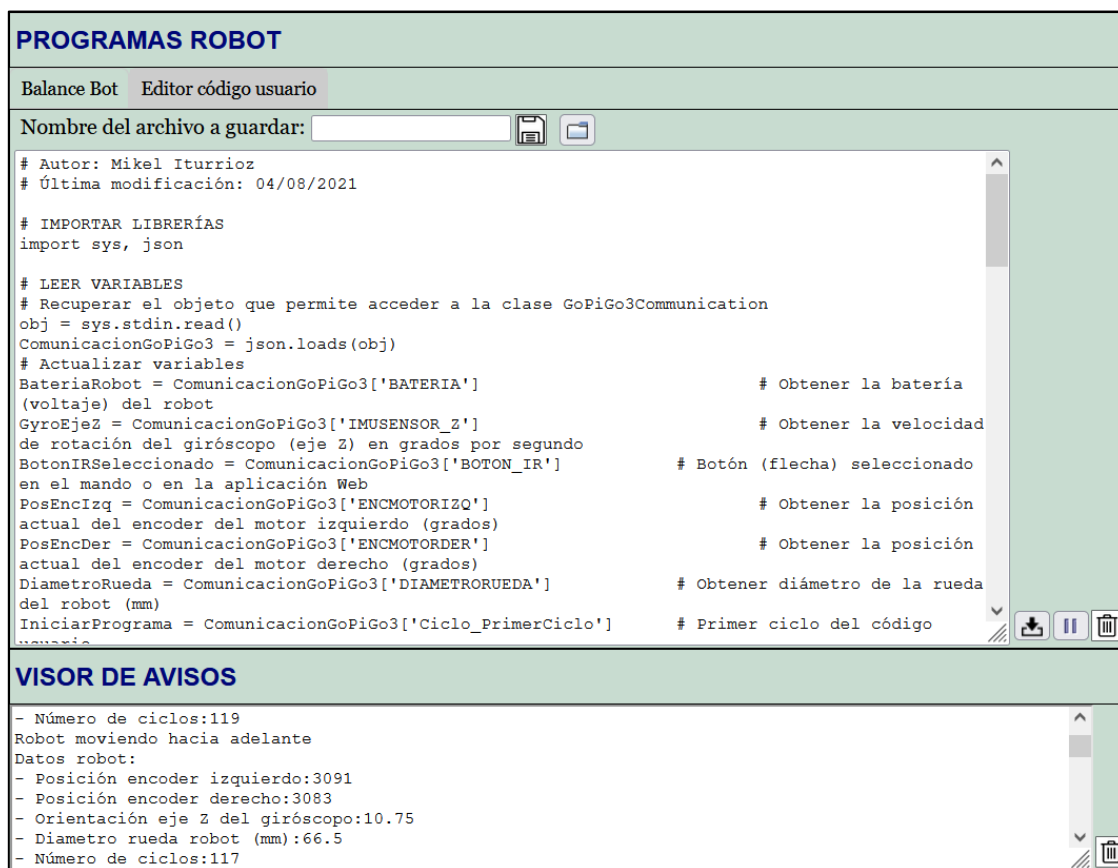 PROGRAMAS ROBOT
Balance Bot Editor código usuario
Nombre del archivo a guardar:
# Autor: Mikel Iturrioz
# Última modificación: 04/08/2021
# IMPORTAR LIBRERÍAS
import sys, json
# LEER VARIABLES
# Recuperar el objeto que permite acceder a la clase GoPiGo3Communication
obj = sys.stdin.read()
ComunicacionGoPiGo3 = json.loads(obj)
# Actualizar variables
BateriaRobot = ComunicacionGoPiGo3['BATERIA'] # Obtener la batería
(voltaje) del robot
GyroEjeZ = ComunicacionGoPiGo3['IMUSENSOR_Z'] # Obtener la velocidad
de rotación del giróscopo (eje Z) en grados por segundo
BotonIRSeleccionado = ComunicacionGoPiGo3['BOTON_IR'] # Botón (flecha) seleccionado
en el mando o en la aplicación Web
PosEncIzq = ComunicacionGoPiGo3['ENCMOTORIZQ'] # Obtener la posición
actual del encoder del motor izquierdo (grados)
PosEncDer = ComunicacionGoPiGo3['ENCMOTORDER'] # Obtener la posición
actual del encoder del motor derecho (grados)
DiametroRueda = ComunicacionGoPiGo3['DIAMETRORUEDA'] # Obtener diámetro de la rueda
del robot (mm)
IniciarPrograma = ComunicacionGoPiGo3['Ciclo_PrimerCiclo'] # Primer ciclo del código
VISOR DE AVISOS
- Número de ciclos:119
Robot moviendo hacia adelante
Datos robot:
- Posición encoder izquierdo:3091
- Posición encoder derecho:3083
- Orientación eje Z del giróscopo:10.75
- Diametro rueda robot (mm):66.5
- Número de ciclos:117